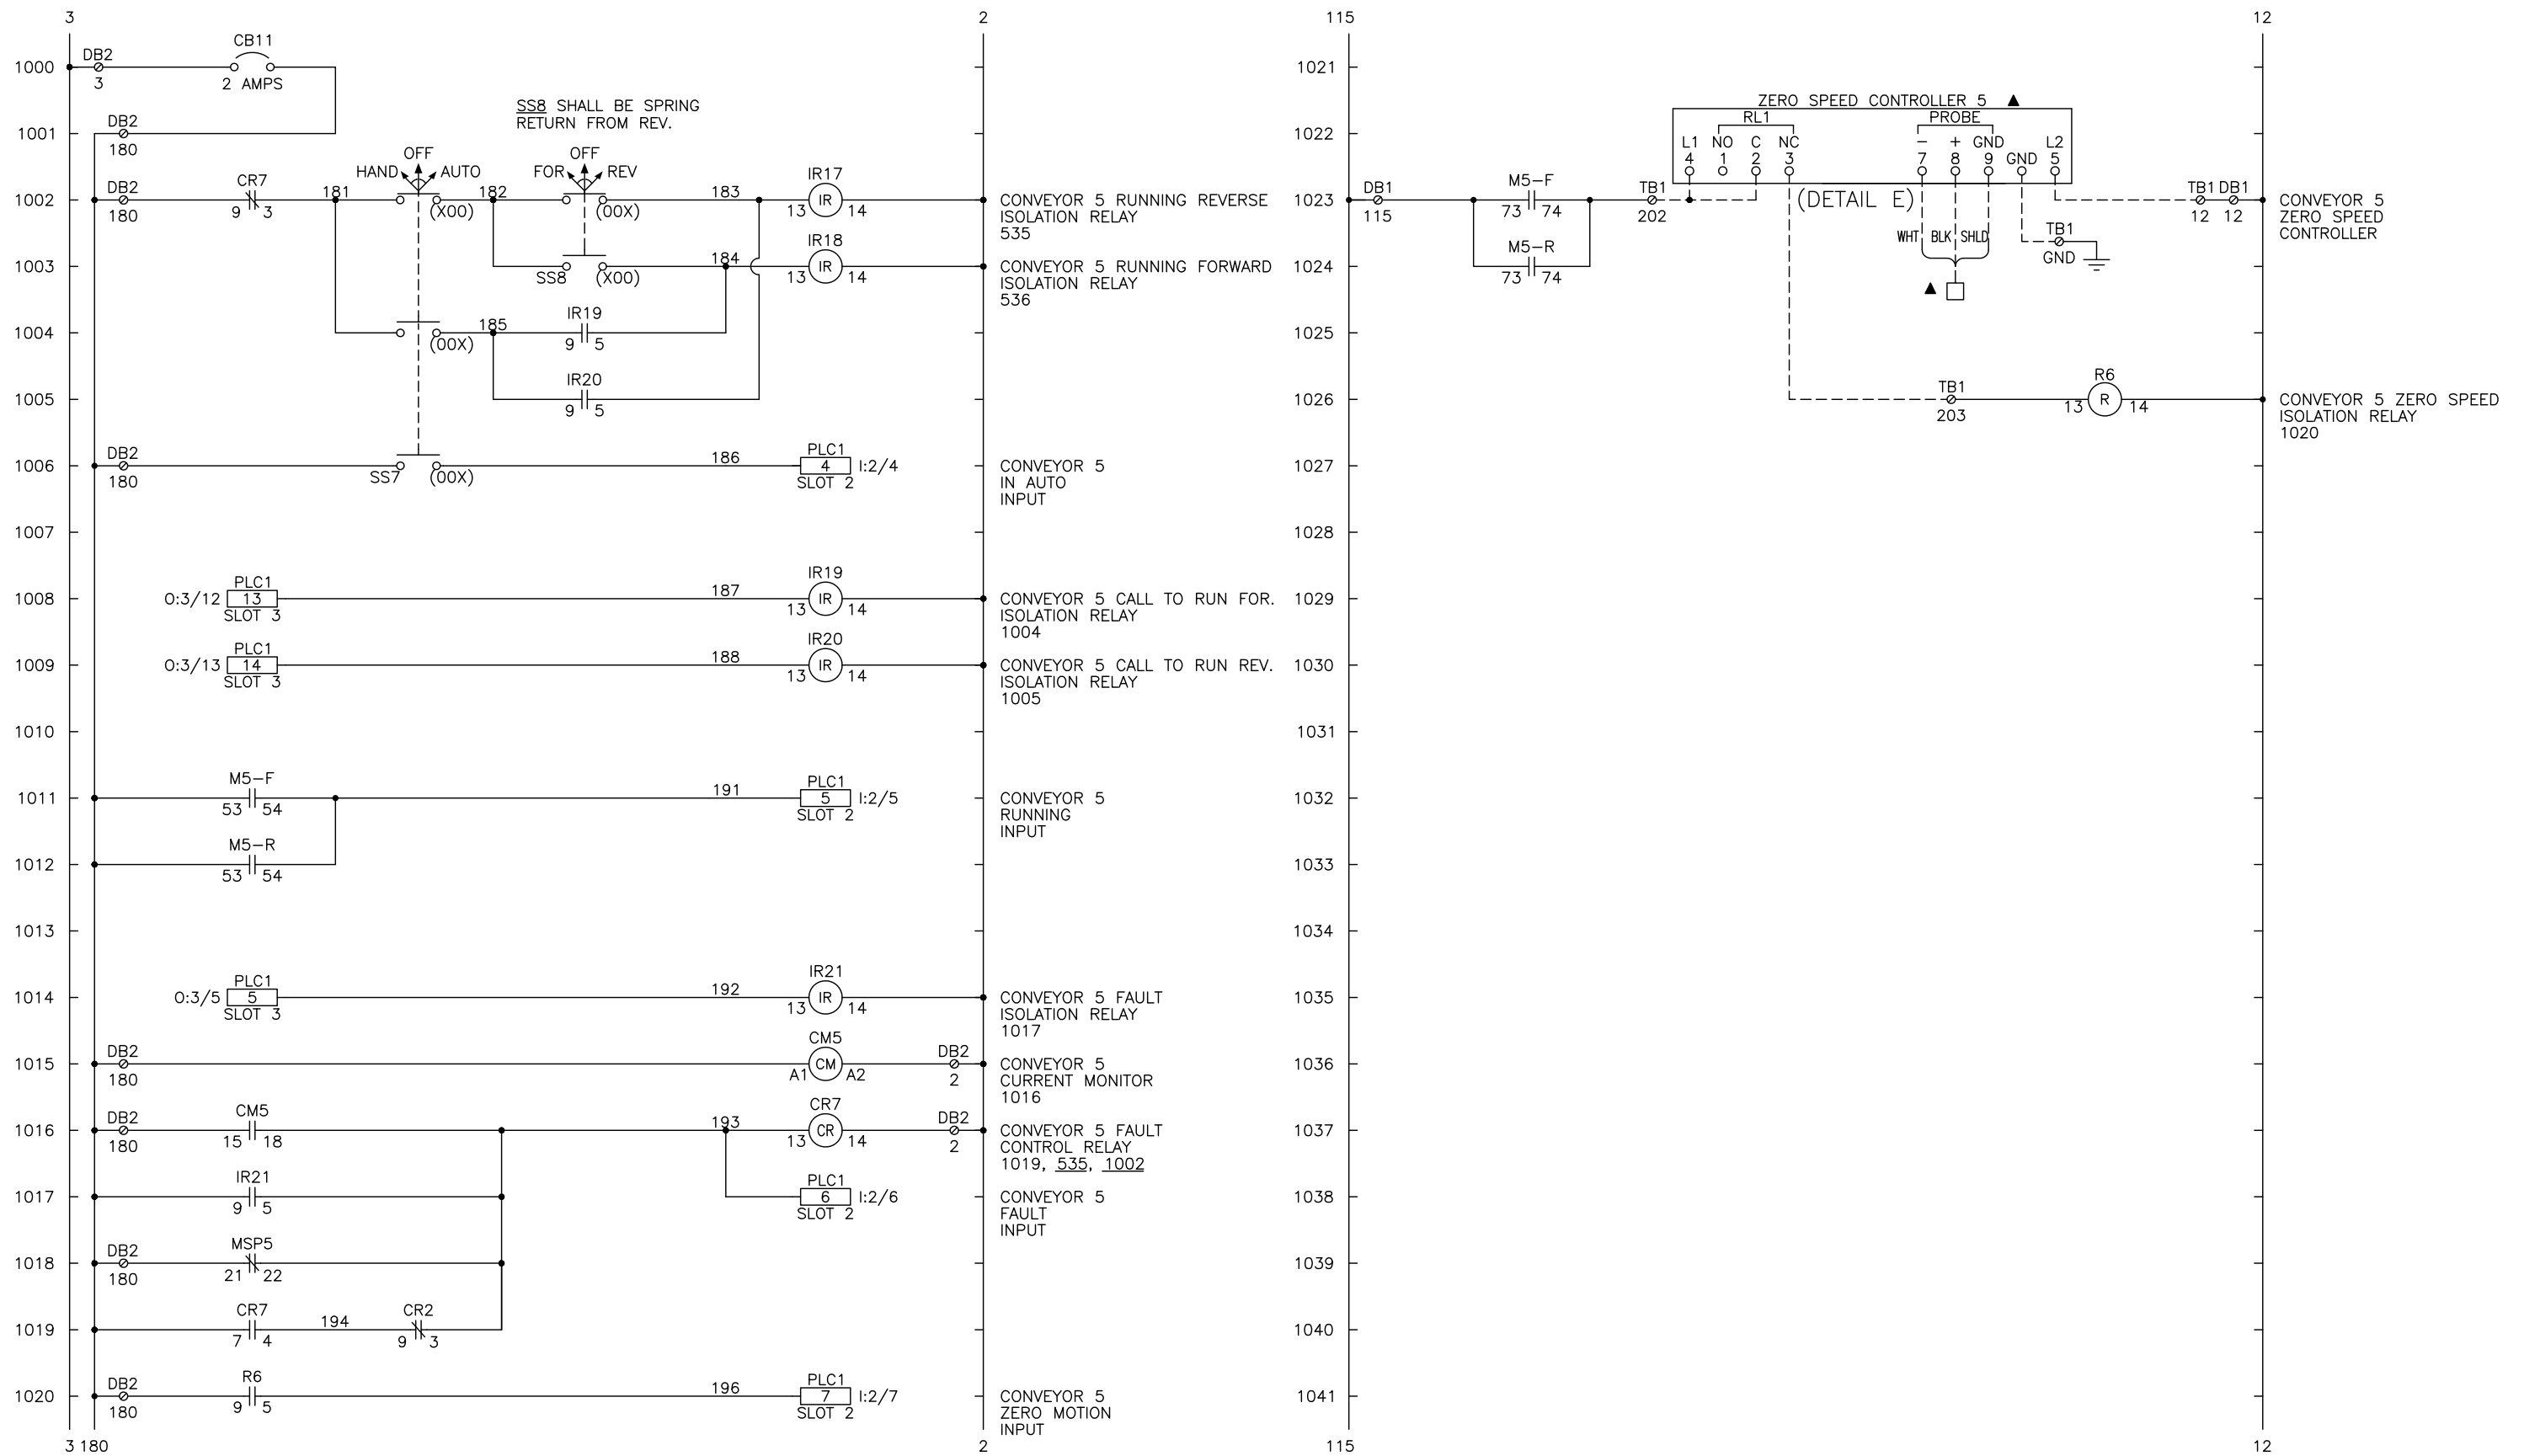 3
2
CB11
DB2
1000
3
2 AMPS
SS8 SHALL BE SPRING
RETURN FROM REV.
DB2
1001
180
OFF
OFF
HAND
AUTO
FOR
REV
DB2
CR7
181
182
183
IR17
1002
IR
CONVEYOR 5 RUNNING REVERSE
180
9
3
(X00)
(00X)
13
14
ISOLATION RELAY
535
184
IR18
1003
IR
CONVEYOR 5 RUNNING FORWARD
SS8
(X00)
13
14
ISOLATION RELAY
536
185
IR19
1004
(00X)
9
5
IR20
1005
9
5
DB2
186
PLC1
1006
4
I:2/4
CONVEYOR 5
180
SS7
(00X)
SLOT 2
IN AUTO
INPUT
1007
PLC1
187
IR19
1008
O:3/12
13
IR
CONVEYOR 5 CALL TO RUN FOR.
SLOT 3
13
14
ISOLATION RELAY
1004
PLC1
188
IR20
1009
O:3/13
14
IR
CONVEYOR 5 CALL TO RUN REV.
SLOT 3
13
14
ISOLATION RELAY
1005
1010
M5-F
191
PLC1
1011
5
I:2/5
CONVEYOR 5
53
54
SLOT 2
RUNNING
INPUT
M5-R
1012
53
54
1013
PLC1
192
IR21
1014
O:3/5
5
IR
CONVEYOR 5 FAULT
SLOT 3
13
14
ISOLATION RELAY
1017
DB2
CM5
DB2
1015
CM
CONVEYOR 5
180
A1
A2
2
CURRENT MONITOR
1016
DB2
CM5
193
CR7
DB2
1016
CR
CONVEYOR 5 FAULT
180
15
18
13
14
2
CONTROL RELAY
1019, 535, 1002
IR21
PLC1
1017
6
I:2/6
CONVEYOR 5
9
5
SLOT 2
FAULT
INPUT
DB2
MSP5
1018
180
21
22
CR7
194
CR2
1019
7
4
9
3
DB2
R6
196
PLC1
1020
7
I:2/7
CONVEYOR 5
180
9
5
SLOT 2
ZERO MOTION
INPUT
3
180
2
115
12
1021
ZERO SPEED CONTROLLER 5
1022
RL1
PROBE
L1
NO
C
NC
-
+
GND
L2
4
1
2
3
7
8
9
GND
5
DB1
M5-F
TB1
(DETAIL E)
TB1
DB1
1023
CONVEYOR 5
115
73
74
202
12
12
ZERO SPEED
CONTROLLER
M5-R
WHT
BLK
SHLD
TB1
GND
1024
73
74
1025
TB1
R6
1026
R
CONVEYOR 5 ZERO SPEED
203
13
14
ISOLATION RELAY
1020
1027
1028
1029
1030
1031
1032
1033
1034
1035
1036
1037
1038
1039
1040
1041
115
12